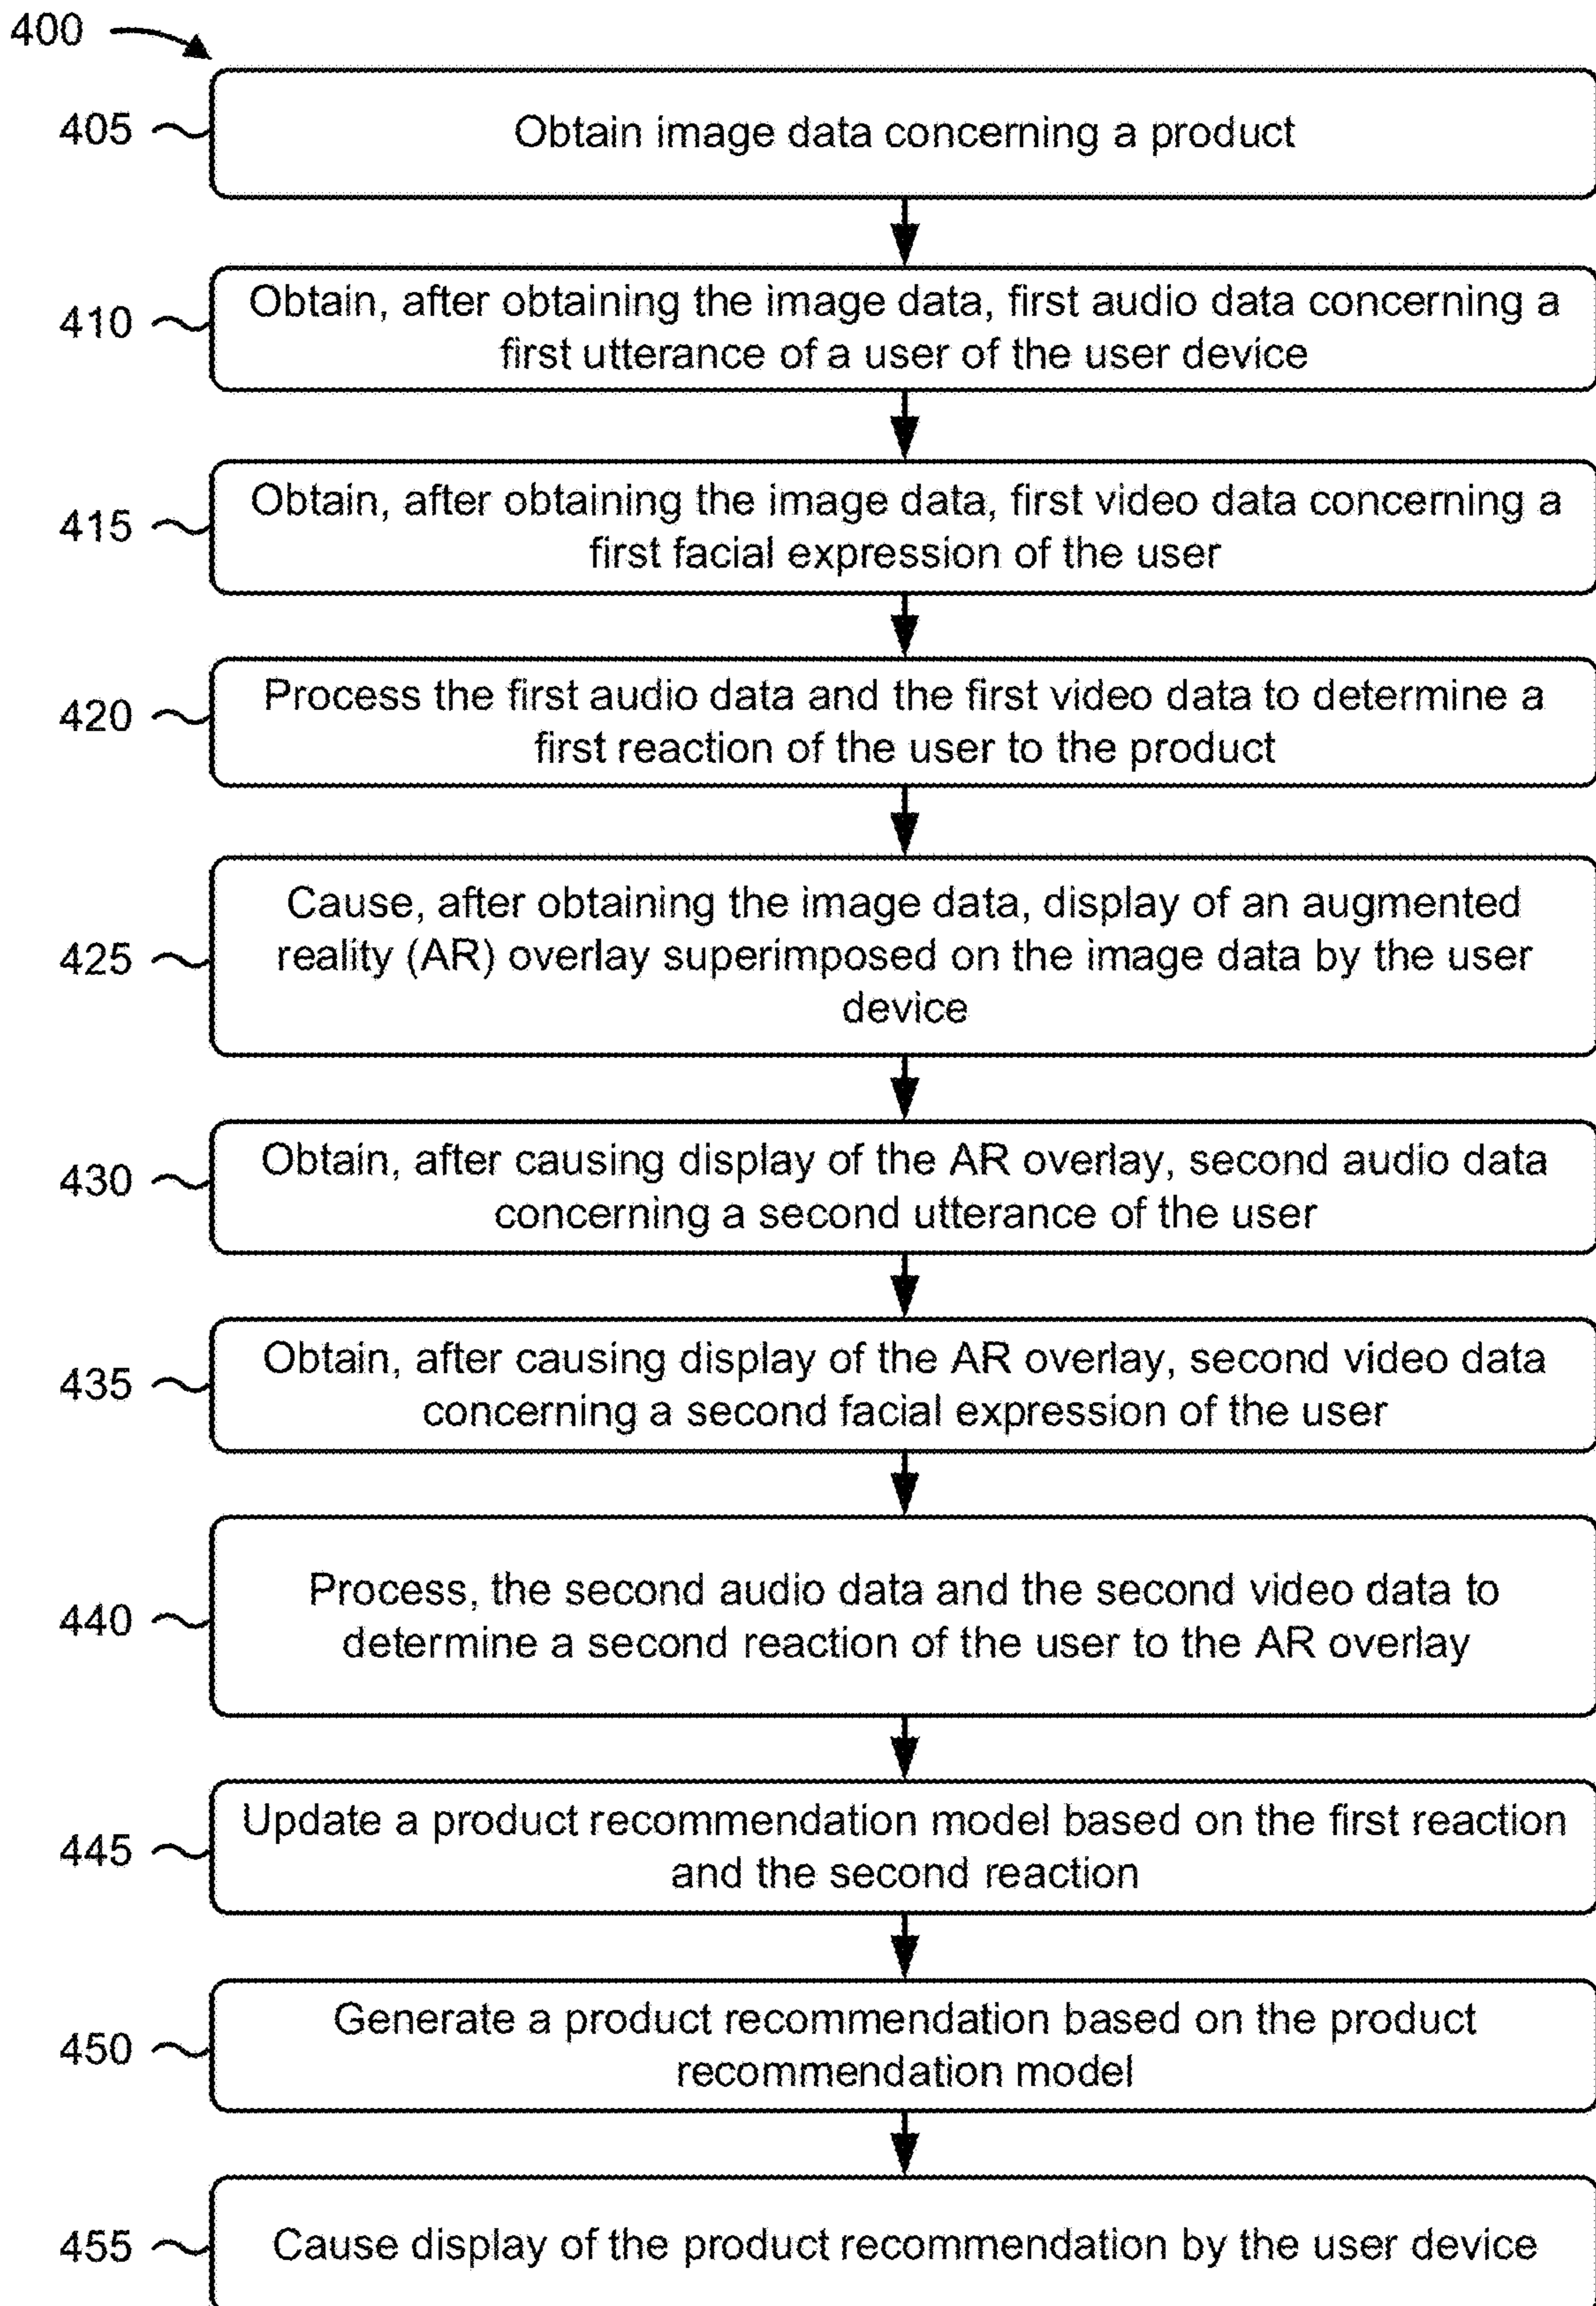 400
405
Obtain image data concerning a product
410
Obtain, after obtaining the image data, first audio data concerning a
first utterance of a user of the user device
415
Obtain, after obtaining the image data, first video data concerning a
first facial expression of the user
420
Process the first audio data and the first video data to determine a
first reaction of the user to the product
425
Cause, after obtaining the image data, display of an augmented
reality (AR) overlay superimposed on the image data by the user
device
430
Obtain, after causing display of the AR overlay, second audio data
concerning a second utterance of the user
435
Obtain, after causing display of the AR overlay, second video data
concerning a second facial expression of the user
440
Process, the second audio data and the second video data to
determine a second reaction of the user to the AR overlay
445
Update a product recommendation model based on the first reaction
and the second reaction
450
Generate a product recommendation based on the product
recommendation model
455
Cause display of the product recommendation by the user device